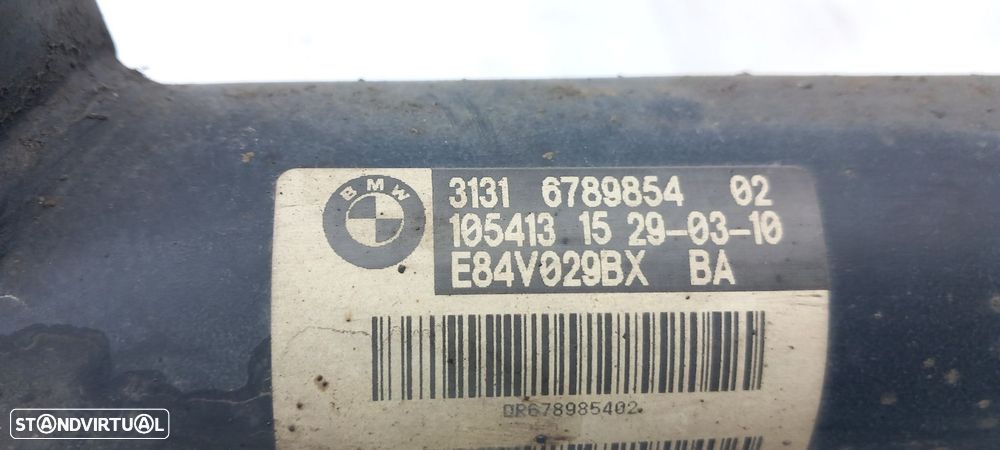 BMW
3131 6789854 02
105413 15 29-03-10
E84V029BX BA
DR678985402
STANDVIRTUAL